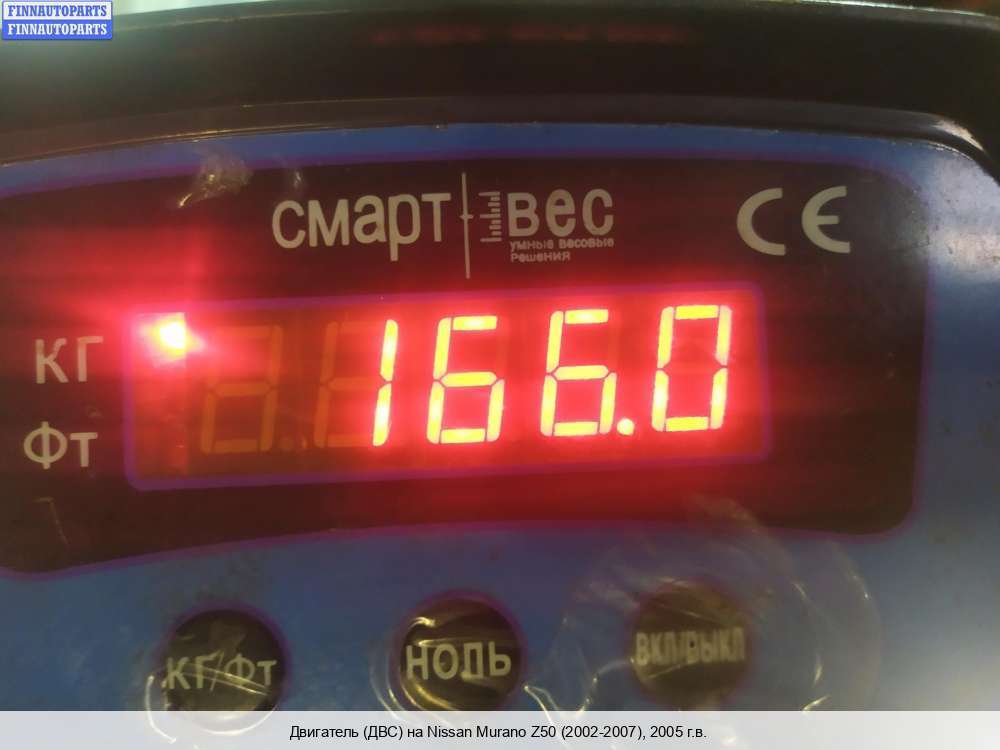 FINNAUTOPARTS
FINNAUTOPARTS
смарт вес
умные весовые
решения
CE
КГ
166.0
Фт
КГ/Фт
НОЛЬ
ВКЛ/ВЫКЛ
Двигатель (ДВС) на Nissan Murano Z50 (2002-2007), 2005 г.в.